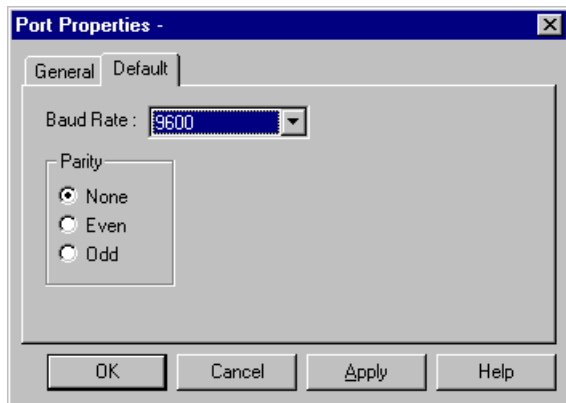 Port Properties -
General Default
Baud Rate : 9600
Parity
None
Even
Odd
OK Cancel Apply Help